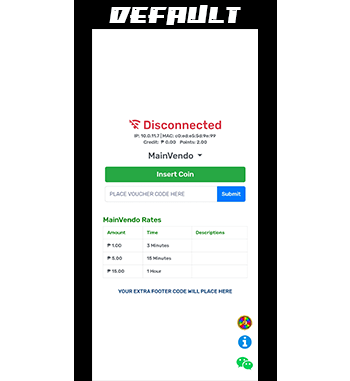 DEFAULT
Disconnected
IP: 10.0.11.7 | MAC: c0:ed:e5:5d:9e:99
Credit: ₱ 0.00 Points: 2.00
MainVendo
Insert Coin
PLACE VOUCHER CODE HERE Submit
MainVendo Rates
Amount Time Descriptions
₱ 1.00 3 Minutes
₱ 5.00 15 Minutes
₱ 15.00 1 Hour
YOUR EXTRA FOOTER CODE WILL PLACE HERE